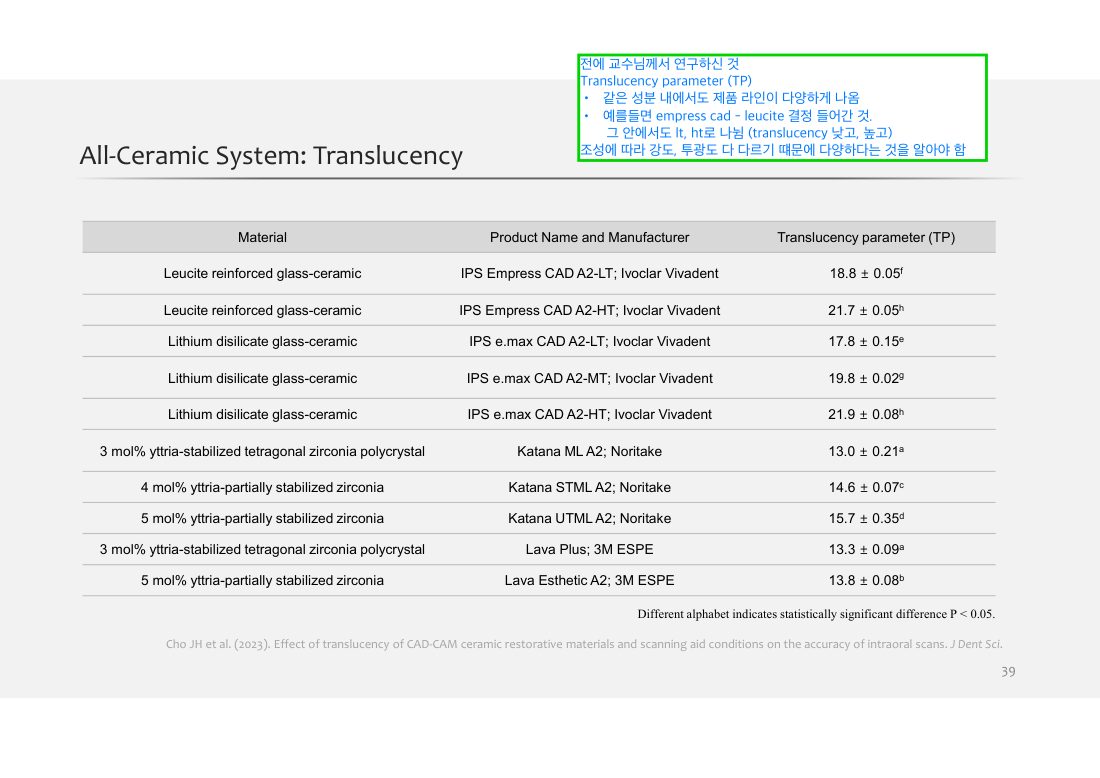 전에 교수님께서 연구하신 것
Translucency parameter (TP)
• 같은 성분 내에서도 제품 라인이 다양하게 나옴
• 예를들면 empress cad - leucite 결정 들어간 것.
그 안에서도 lt, ht로 나뉨 (translucency 낮고, 높고)
조성에 따라 강도, 투광도 다 다르기 떄문에 다양하다는 것을 알아야 함
All-Ceramic System: Translucency
Material Product Name and Manufacturer Translucency parameter (TP)
Leucite reinforced glass-ceramic IPS Empress CAD A2-LT; Ivoclar Vivadent 18.8 ± 0.05ᶠ
Leucite reinforced glass-ceramic IPS Empress CAD A2-HT; Ivoclar Vivadent 21.7 ± 0.05ʰ
Lithium disilicate glass-ceramic IPS e.max CAD A2-LT; Ivoclar Vivadent 17.8 ± 0.15ᵉ
Lithium disilicate glass-ceramic IPS e.max CAD A2-MT; Ivoclar Vivadent 19.8 ± 0.02ᵍ
Lithium disilicate glass-ceramic IPS e.max CAD A2-HT; Ivoclar Vivadent 21.9 ± 0.08ʰ
3 mol% yttria-stabilized tetragonal zirconia polycrystal Katana ML A2; Noritake 13.0 ± 0.21ᵃ
4 mol% yttria-partially stabilized zirconia Katana STML A2; Noritake 14.6 ± 0.07ᶜ
5 mol% yttria-partially stabilized zirconia Katana UTML A2; Noritake 15.7 ± 0.35ᵈ
3 mol% yttria-stabilized tetragonal zirconia polycrystal Lava Plus; 3M ESPE 13.3 ± 0.09ᵃ
5 mol% yttria-partially stabilized zirconia Lava Esthetic A2; 3M ESPE 13.8 ± 0.08ᵇ
Different alphabet indicates statistically significant difference P < 0.05.
Cho JH et al. (2023). Effect of translucency of CAD-CAM ceramic restorative materials and scanning aid conditions on the accuracy of intraoral scans. J Dent Sci.
39